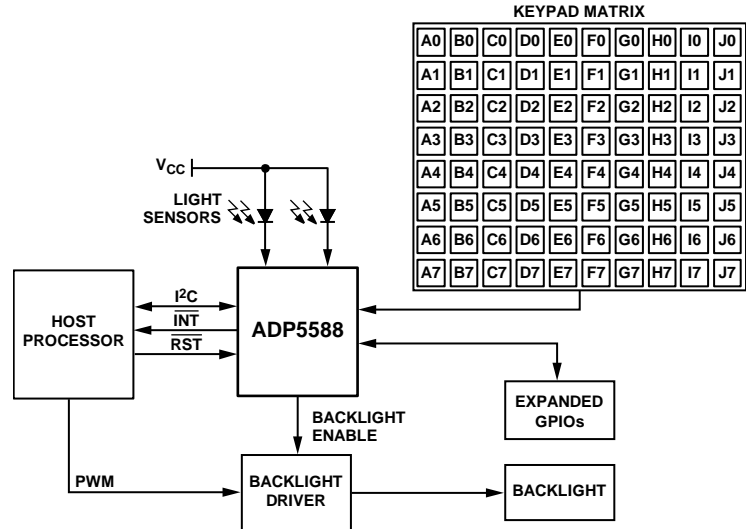 KEYPAD MATRIX
A0 B0 C0 D0 E0 F0 G0 H0 I0 J0
A1 B1 C1 D1 E1 F1 G1 H1 I1 J1
A2 B2 C2 D2 E2 F2 G2 H2 I2 J2
A3 B3 C3 D3 E3 F3 G3 H3 I3 J3
A4 B4 C4 D4 E4 F4 G4 H4 I4 J4
A5 B5 C5 D5 E5 F5 G5 H5 I5 J5
A6 B6 C6 D6 E6 F6 G6 H6 I6 J6
A7 B7 C7 D7 E7 F7 G7 H7 I7 J7
VCC
LIGHT
SENSORS
HOST
PROCESSOR
I²C
INT
RST
ADP5588
EXPANDED
GPIOs
BACKLIGHT
ENABLE
PWM
BACKLIGHT
DRIVER
BACKLIGHT